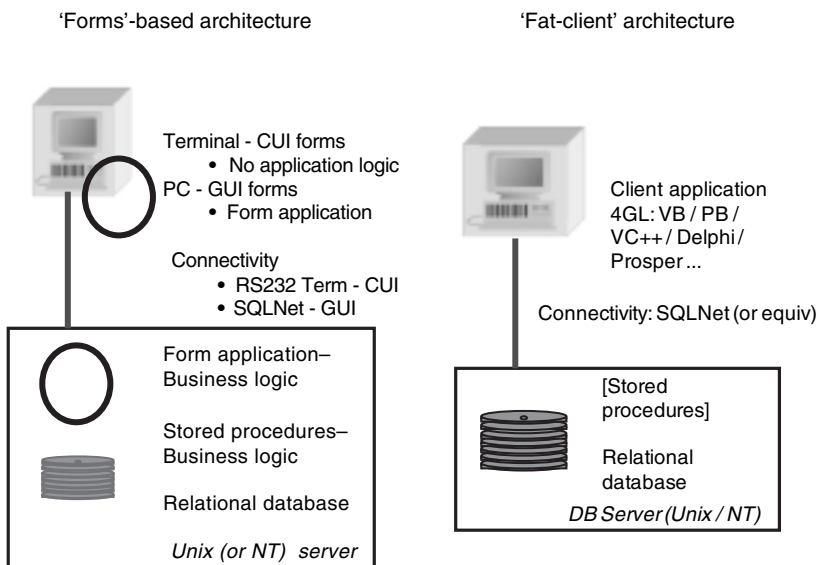 ‘Forms’-based architecture
Terminal - CUI forms
• No application logic
PC - GUI forms
• Form application
Connectivity
• RS232 Term - CUI
• SQLNet - GUI
Form application–
Business logic
Stored procedures–
Business logic
Relational database
Unix (or NT) server
‘Fat-client’ architecture
Client application
4GL: VB / PB /
VC++ / Delphi /
Prosper ...
Connectivity: SQLNet (or equiv)
[Stored
procedures]
Relational
database
DB Server (Unix / NT)